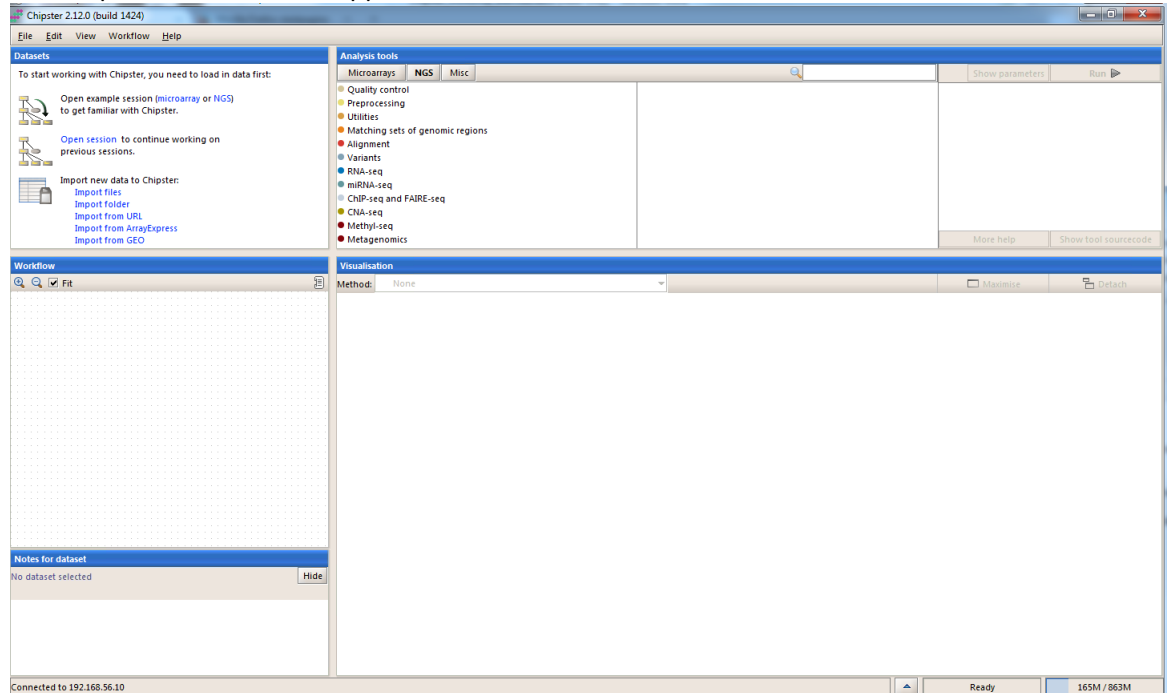 Chipster 2.12.0 (build 1424)
File Edit View Workflow Help
Datasets
To start working with Chipster, you need to load in data first:
Open example session (microarray or NGS)
to get familiar with Chipster.
Open session to continue working on
previous sessions.
Import new data to Chipster:
Import files
Import folder
Import from URL
Import from ArrayExpress
Import from GEO
Analysis tools
Microarrays NGS Misc Show parameters Run
Quality control
Preprocessing
Utilities
Matching sets of genomic regions
Alignment
Variants
RNA-seq
miRNA-seq
ChIP-seq and FAIRE-seq
CNA-seq
Methyl-seq
Metagenomics
More help Show tool sourcecode
Workflow
Fit
Visualisation
Method: None Maximise Detach
Notes for dataset
No dataset selected Hide
Connected to 192.168.56.10 Ready 165M / 863M